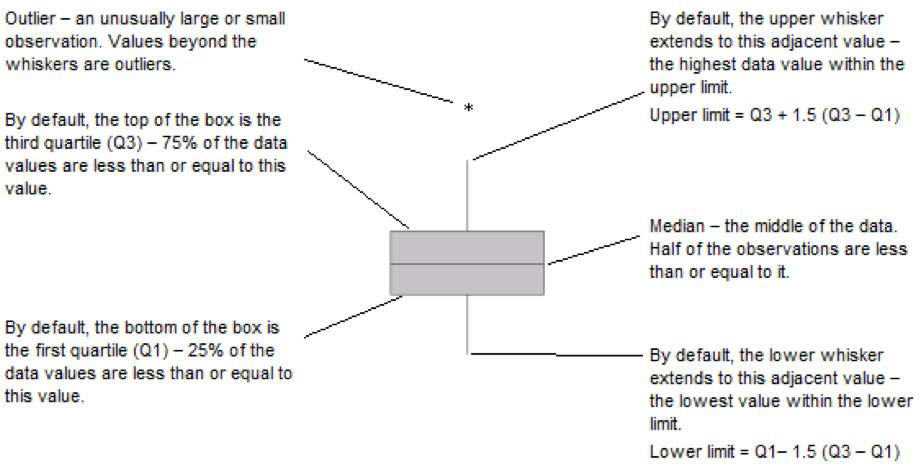 Outlier – an unusually large or small
observation. Values beyond the
whiskers are outliers.
By default, the top of the box is the
third quartile (Q3) – 75% of the data
values are less than or equal to this
value.
By default, the bottom of the box is
the first quartile (Q1) – 25% of the
data values are less than or equal to
this value.
*
By default, the upper whisker
extends to this adjacent value –
the highest data value within the
upper limit.
Upper limit = Q3 + 1.5 (Q3 – Q1)
Median – the middle of the data.
Half of the observations are less
than or equal to it.
By default, the lower whisker
extends to this adjacent value –
the lowest value within the lower
limit.
Lower limit = Q1– 1.5 (Q3 – Q1)